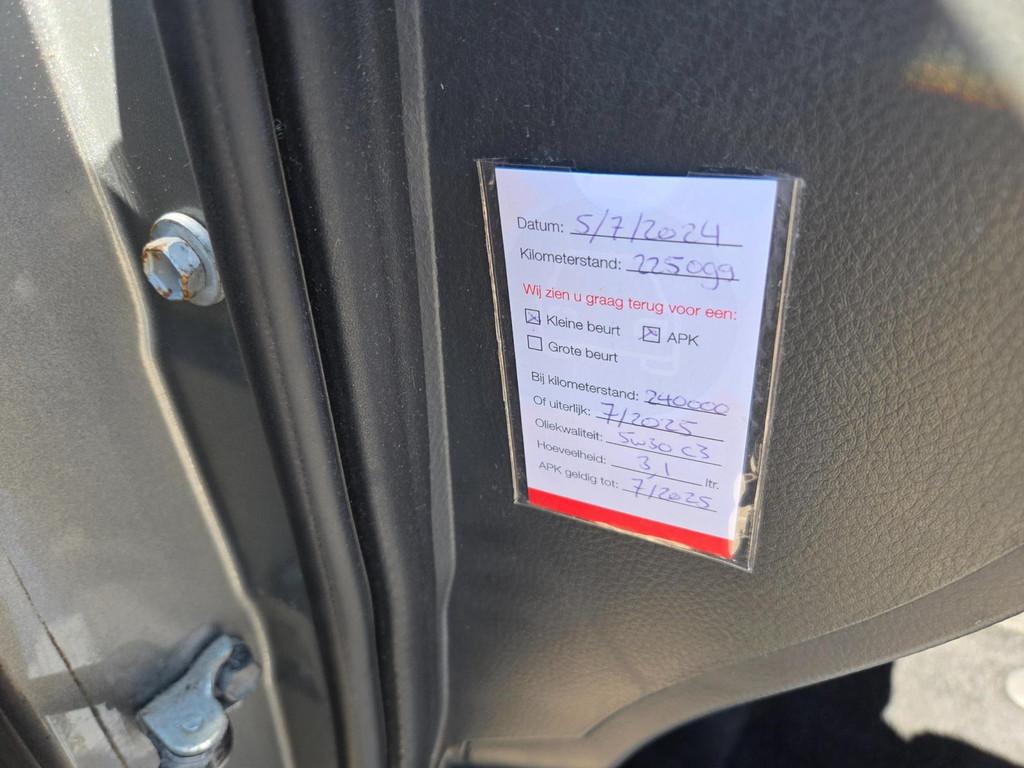 Datum: 5/7/2024
Kilometerstand: 225099
Wij zien u graag terug voor een:
Kleine beurt APK
Grote beurt
Bij kilometerstand: 240000
Of uiterlijk: 7/2025
Oliekwaliteit: 5w30 C3
Hoeveelheid: 3,1 ltr.
APK geldig tot: 7/2025